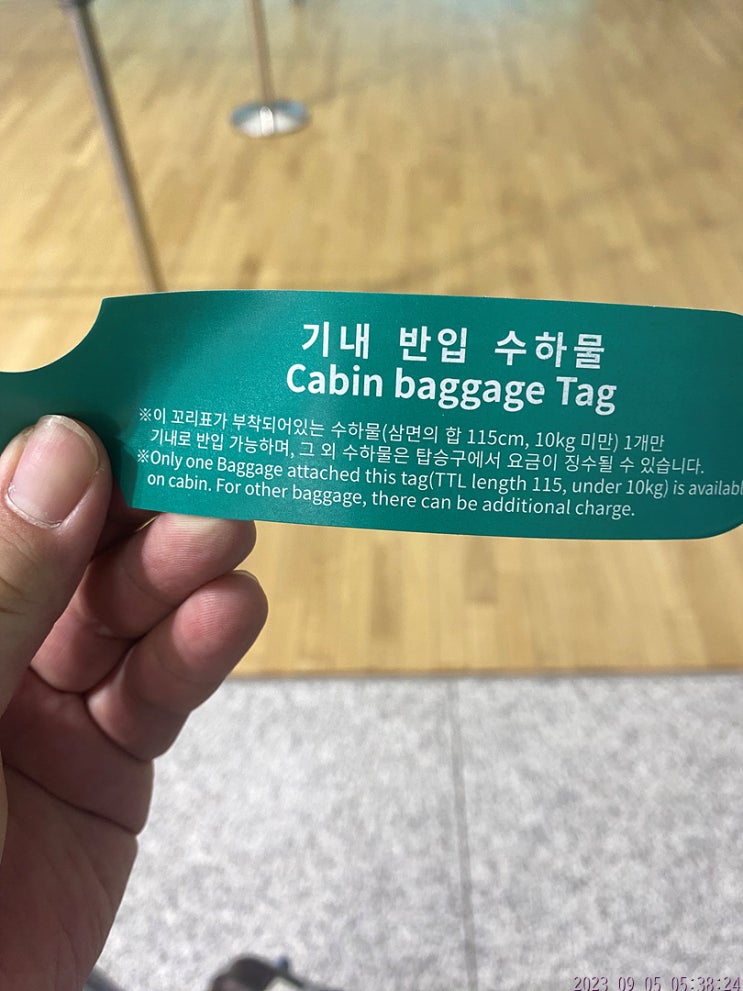 기내 반입 수하물
Cabin baggage Tag
※이 꼬리표가 부착되어있는 수하물(삼면의 합 115cm, 10kg 미만) 1개만
기내로 반입 가능하며, 그 외 수하물은 탑승구에서 요금이 징수될 수 있습니다.
※Only one Baggage attached this tag(TTL length 115, under 10kg) is availabl
on cabin. For other baggage, there can be additional charge.
2023 09 05 05:38:24